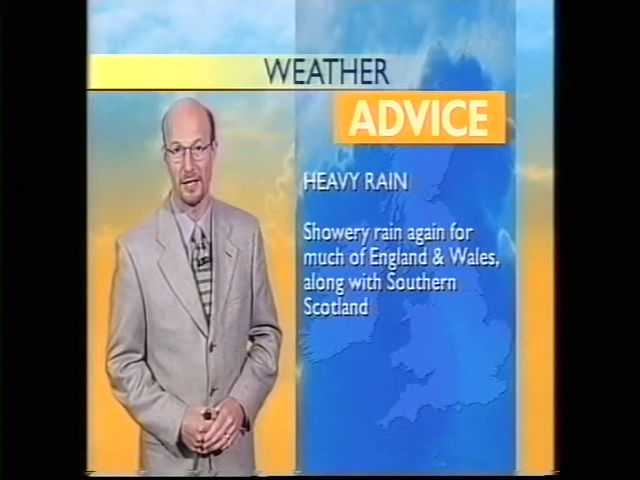 WEATHER
ADVICE
HEAVY RAIN
Showery rain again for
much of England & Wales,
along with Southern
Scotland